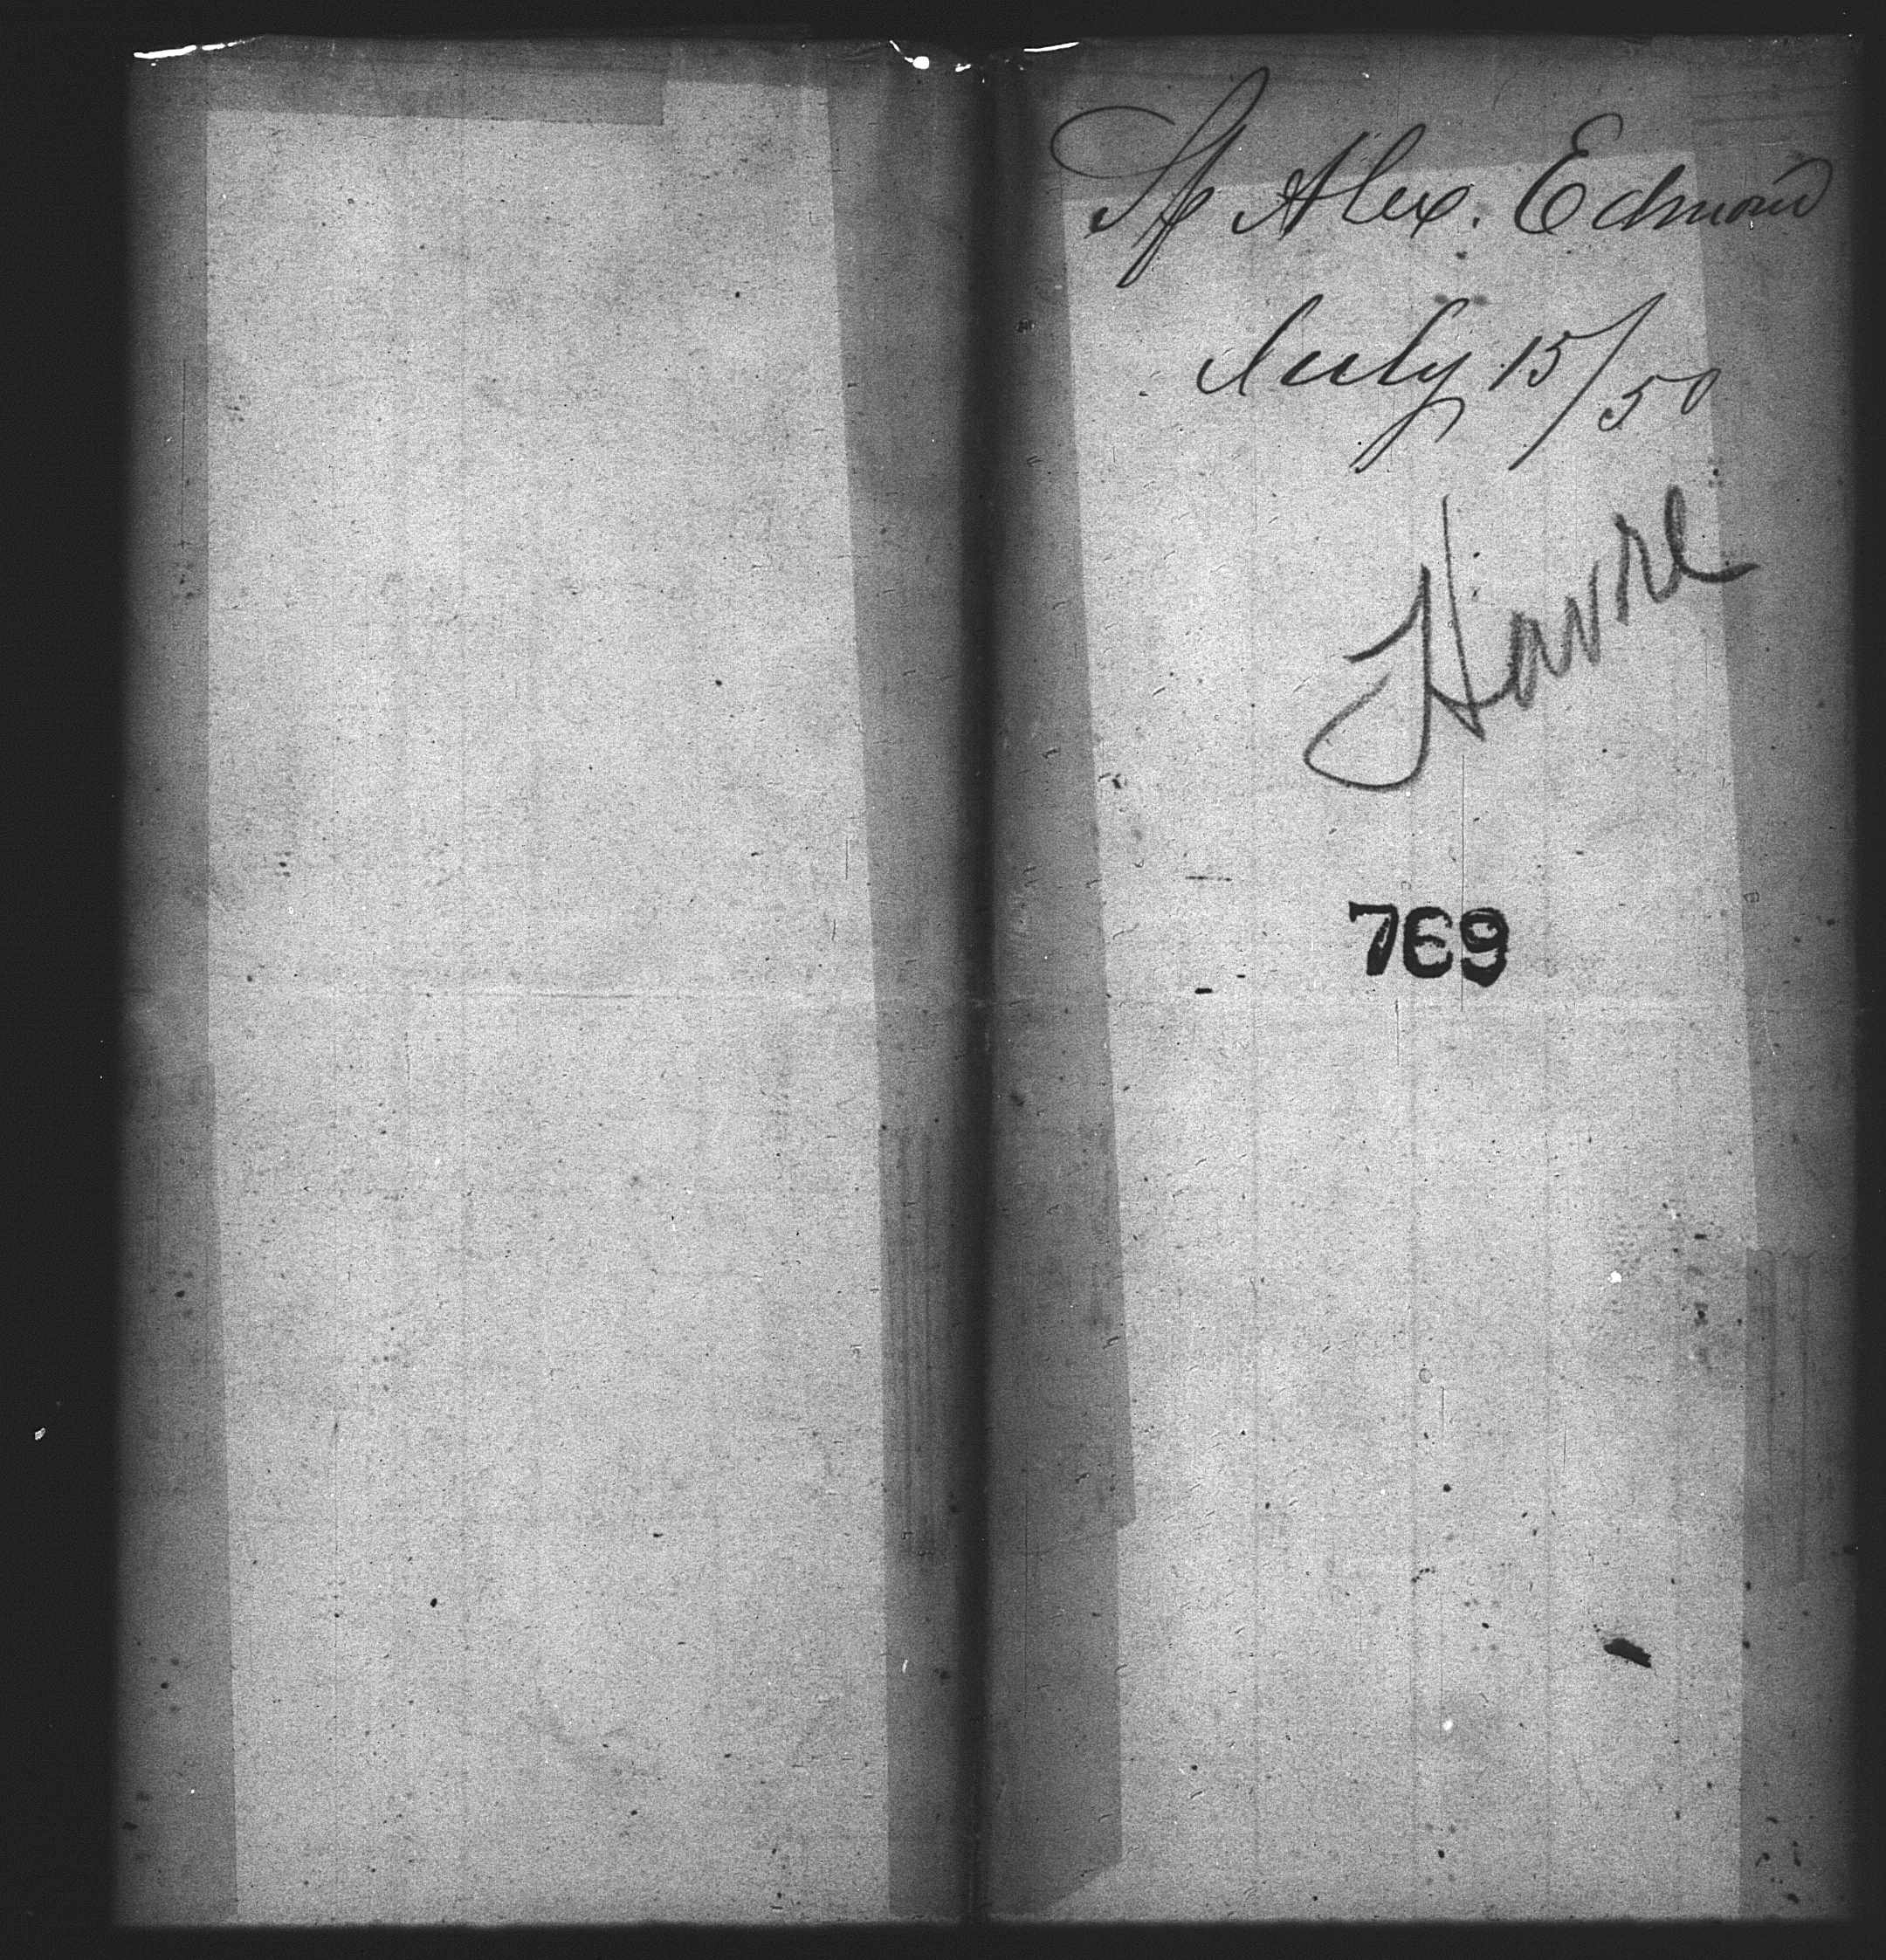 Sp Alex. Edmond
July 15/50
Havre
769